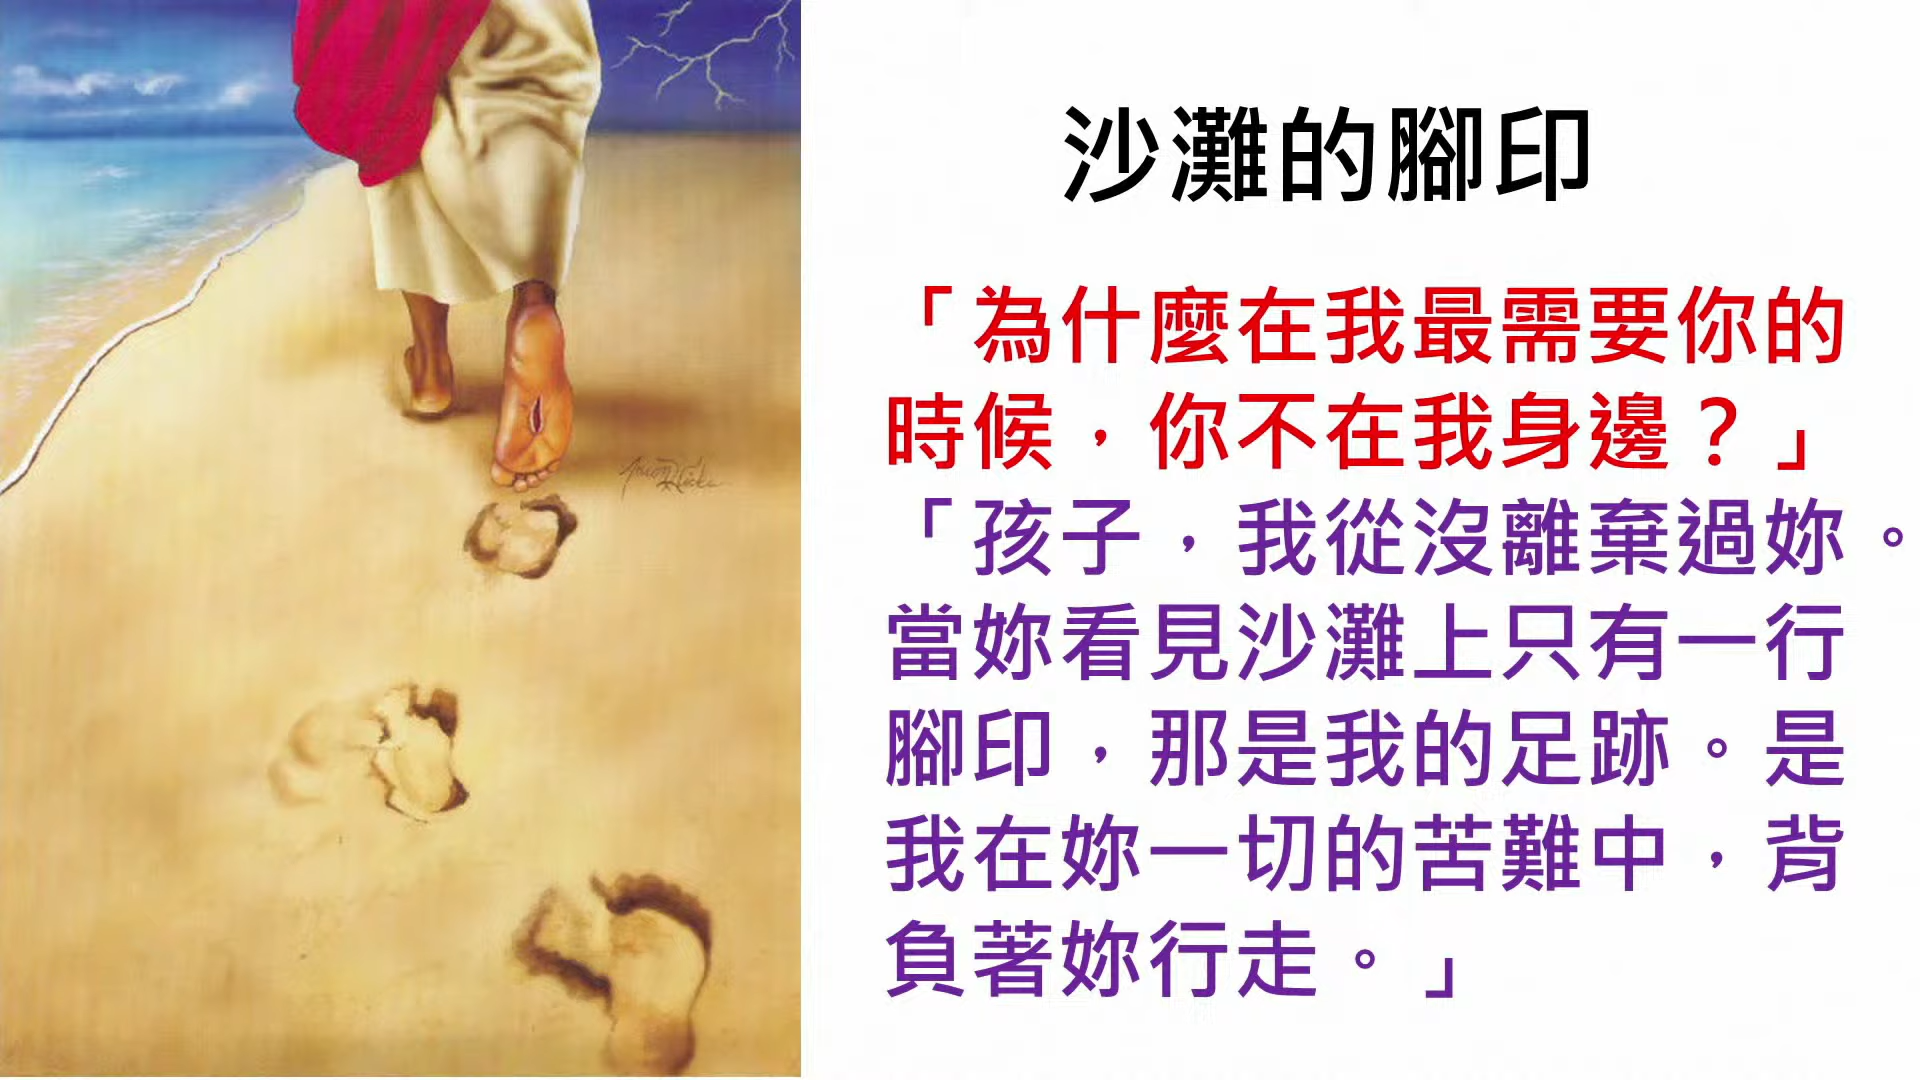 沙灘的腳印
「為什麼在我最需要你的
時候，你不在我身邊？」
「孩子，我從沒離棄過妳。
當妳看見沙灘上只有一行
腳印，那是我的足跡。是
我在妳一切的苦難中，背
負著妳行走。」